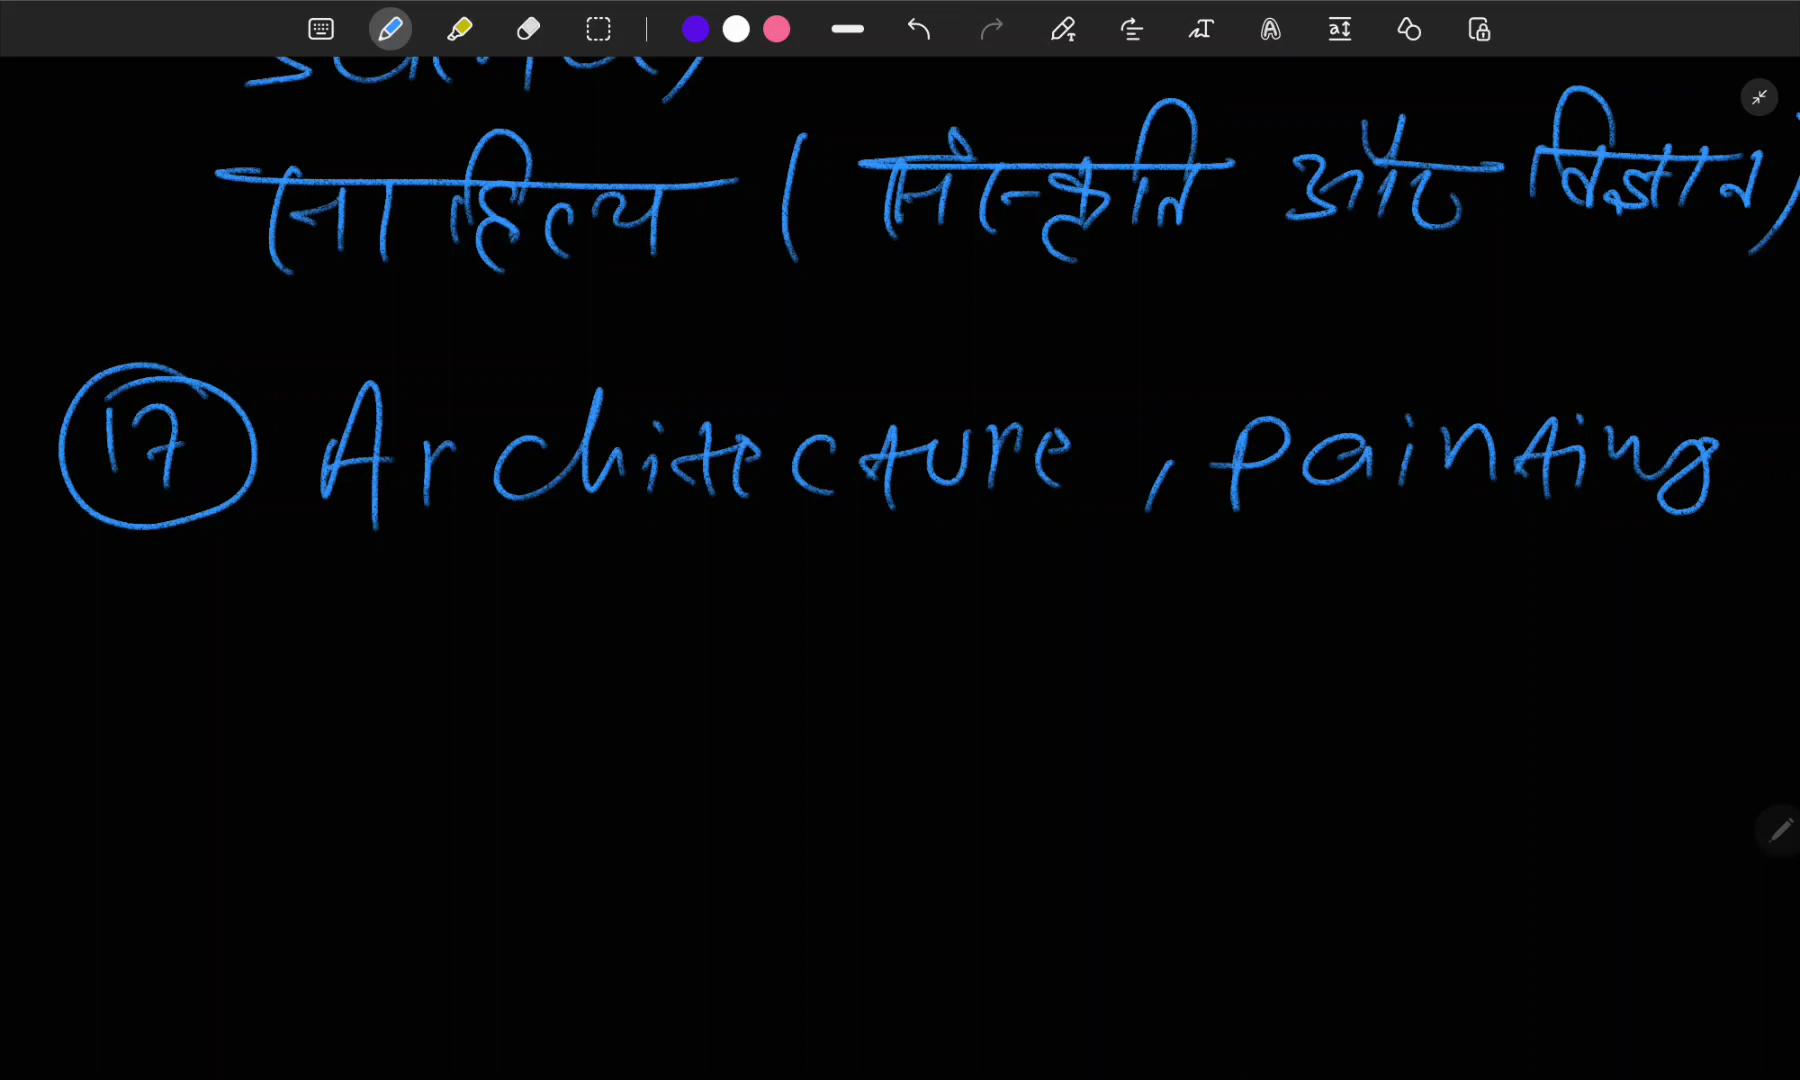 साहित्य ( संस्कृति और विज्ञान)
17 Architecture, painting